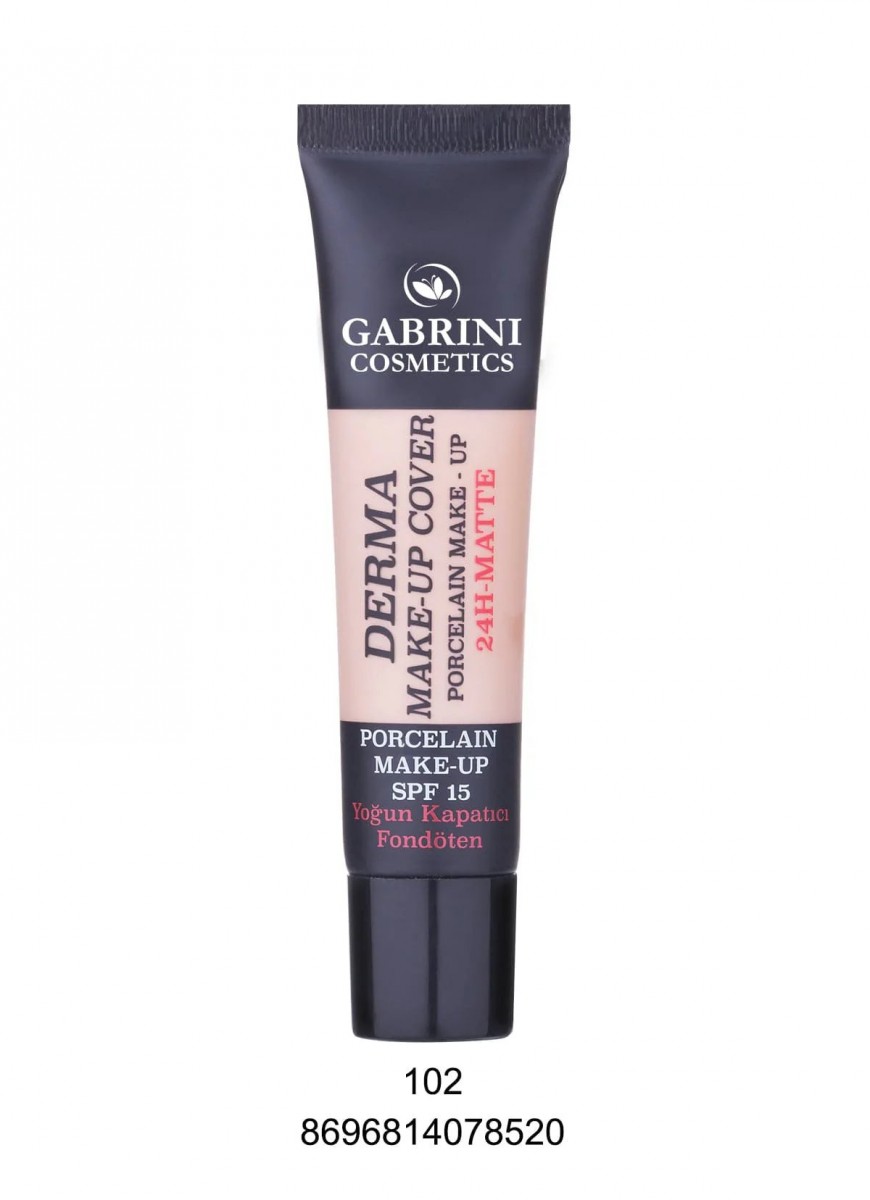 GABRINI
COSMETICS
DERMA
MAKE-UP COVER
PORCELAIN MAKE - UP
24H-MATTE
PORCELAIN
MAKE-UP
SPF 15
Yoğun Kapatıcı
Fondöten
102
8696814078520